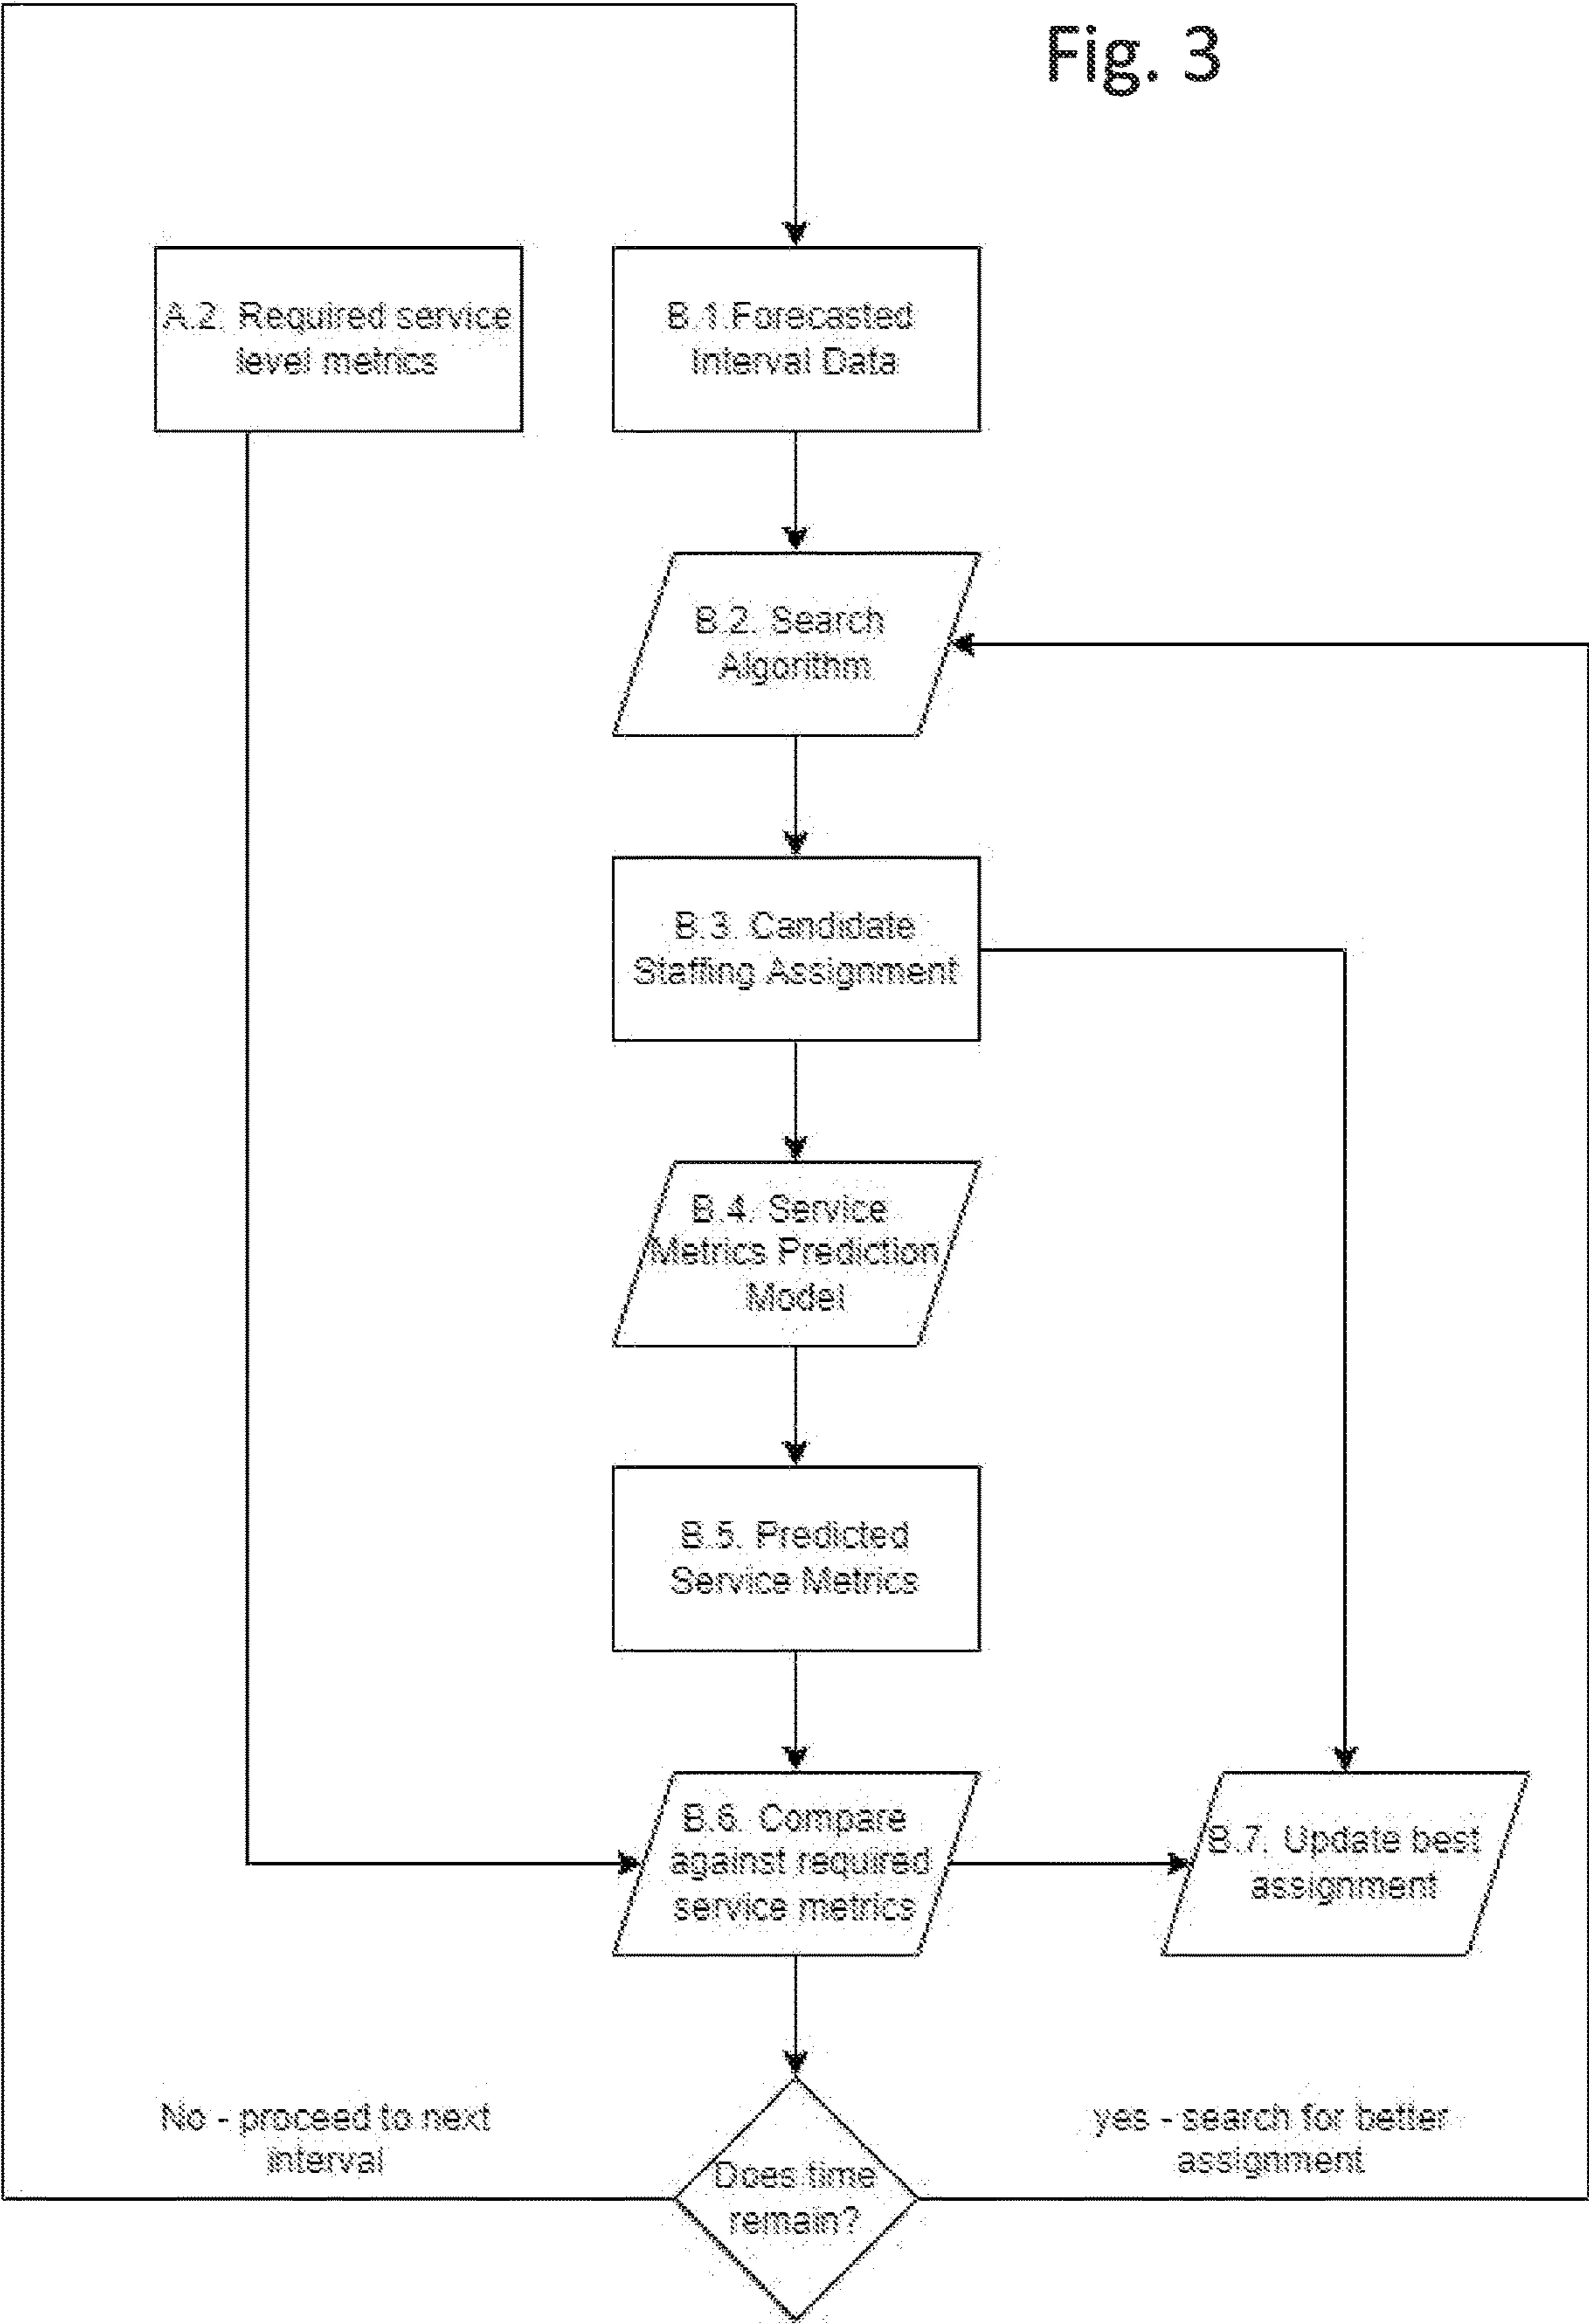 Fig. 3
A.2. Required service
level metrics
B.1.Forecasted
Interval Data
B.2. Search
Algorithm
B.3. Candidate
Staffing Assignment
B.4. Service
Metrics Prediction
Model
B.5. Predicted
Service Metrics
B.6. Compare
against required
service metrics
B.7. Update best
assignment
No - proceed to next
interval
yes - search for better
assignment
Does time
remain?